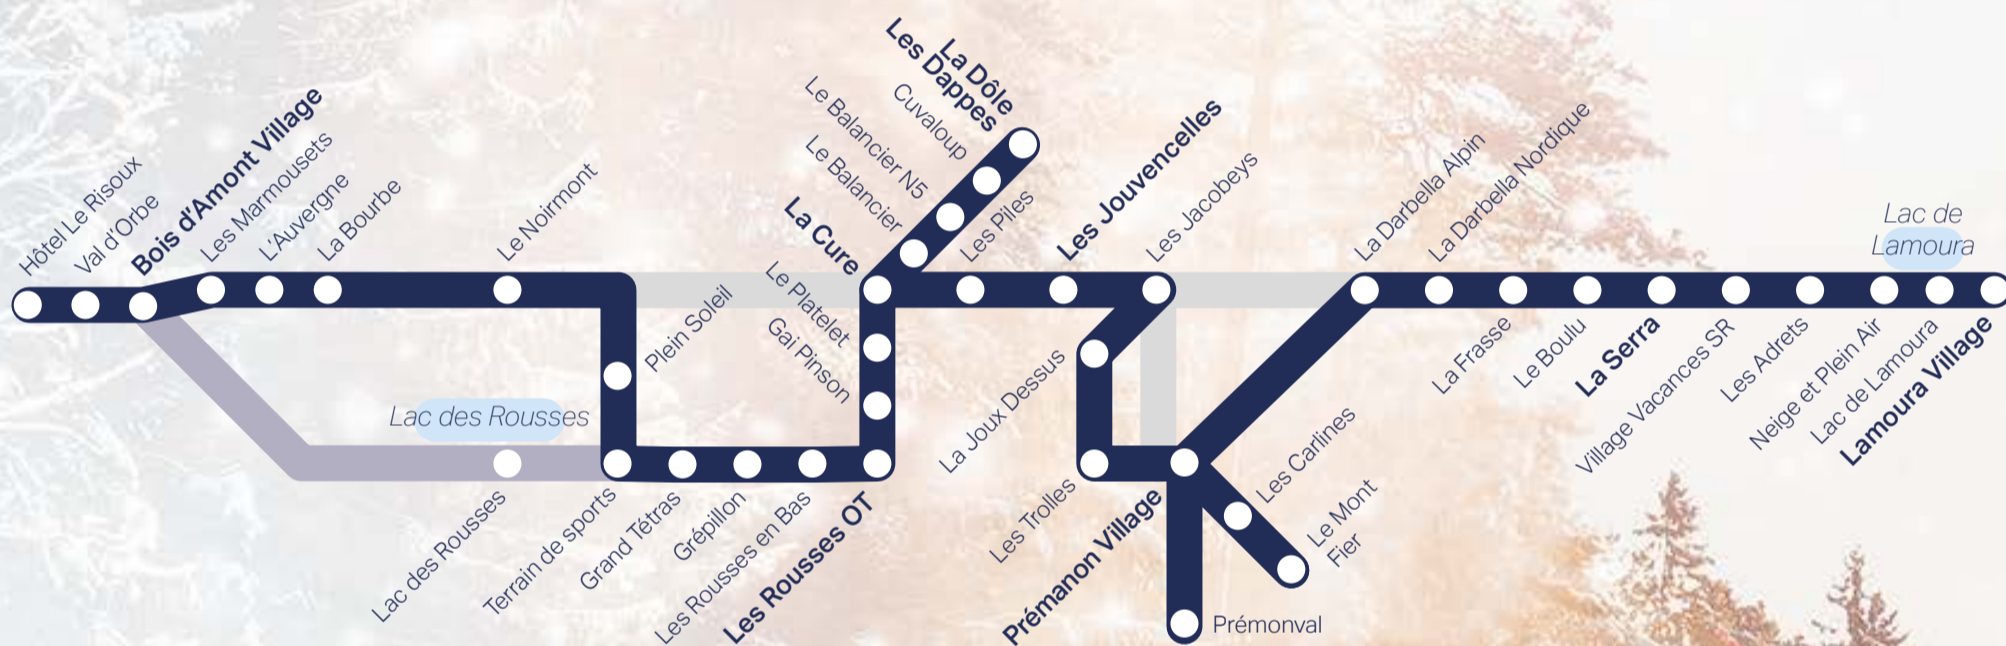 Hôtel Le Risoux
Val d'Orbe
Bois d'Amont Village
Les Marmousets
L'Auvergne
La Bourbe
Le Noirmont
Plein Soleil
Lac des Rousses
Lac des Rousses
Terrain de sports
Grand Tétras
Grépillon
Les Rousses en Bas
Les Rousses OT
Gai Pinson
Le Platelet
La Cure
Le Balancier
Le Balancier N5
Cuvaloup
La Dôle
Les Dappes
Les Piles
Les Jouvencelles
Les Jacobeys
La Joux Dessus
Les Trolles
Prémanon Village
Les Carlines
Le Mont
Fier
Prémonval
La Darbella Alpin
La Darbella Nordique
La Frasse
Le Boulu
La Serra
Village Vacances SR
Les Adrets
Neige et Plein Air
Lac de Lamoura
Lamoura Village
Lac de
Lamoura